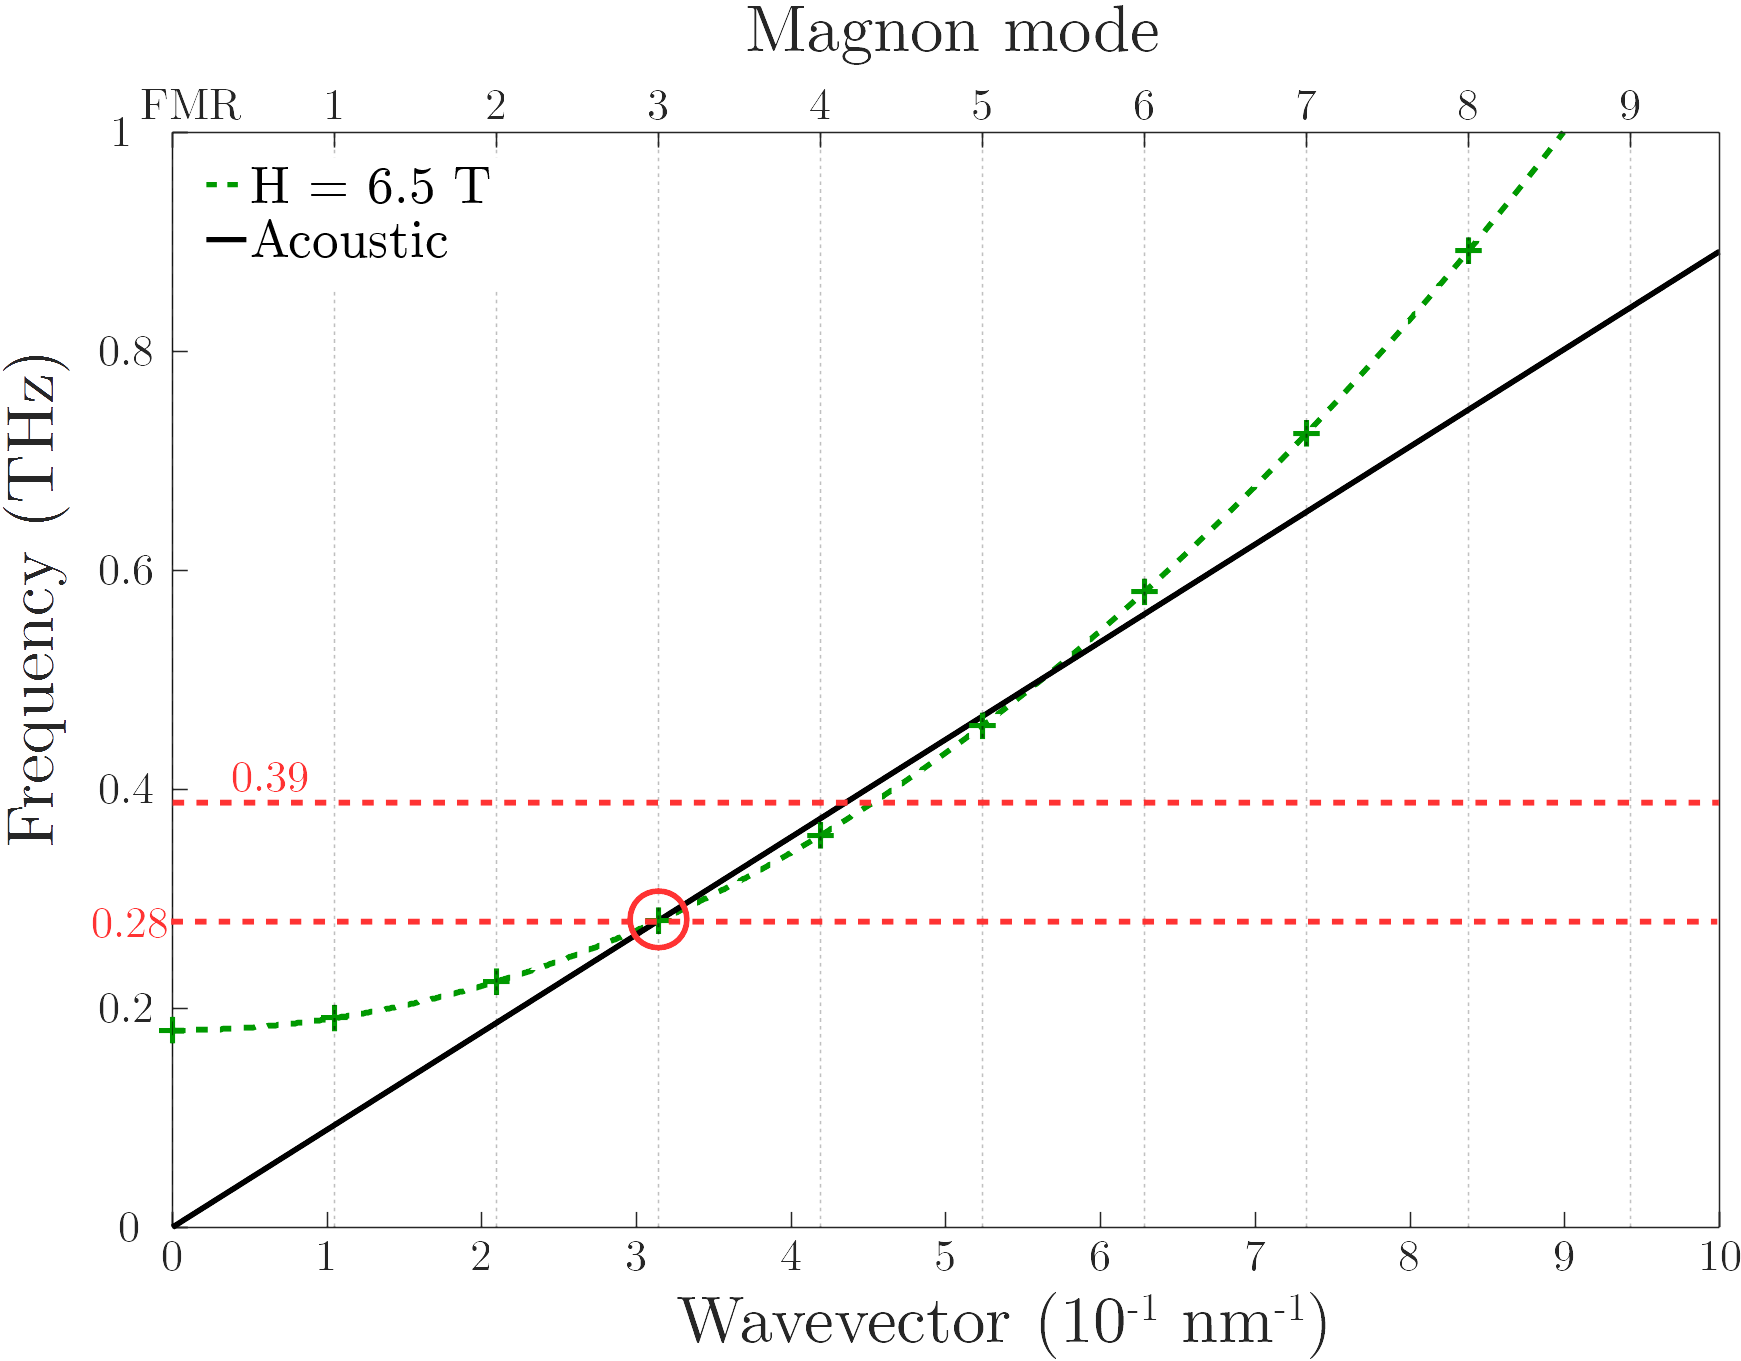 Magnon mode
FMR 1 2 3 4 5 6 7 8 9
H = 6.5 T
Acoustic
Frequency (THz)
1
0.8
0.6
0.4
0.2
0
0.39
0.28
0 1 2 3 4 5 6 7 8 9 10
Wavevector (10⁻¹ nm⁻¹)